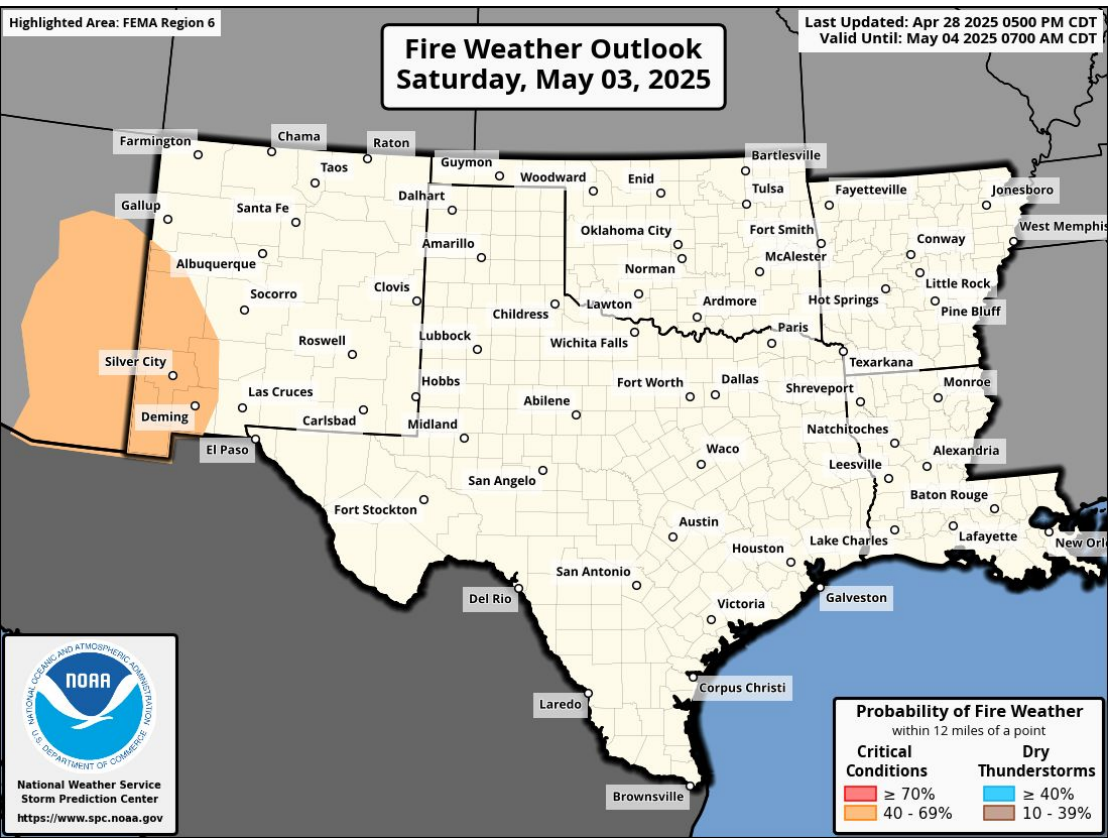 Highlighted Area: FEMA Region 6
Last Updated: Apr 28 2025 0500 PM CDT
Valid Until: May 04 2025 0700 AM CDT
Fire Weather Outlook
Saturday, May 03, 2025
Farmington
Chama
Raton
Taos
Guymon
Woodward
Enid
Bartlesville
Tulsa
Fayetteville
Jonesboro
Gallup
Santa Fe
Dalhart
West Memphis
Albuquerque
Amarillo
Oklahoma City
Norman
Fort Smith
McAlester
Conway
Little Rock
Socorro
Clovis
Childress
Lawton
Ardmore
Hot Springs
Pine Bluff
Roswell
Lubbock
Wichita Falls
Paris
Texarkana
Silver City
Deming
Las Cruces
Carlsbad
Hobbs
Midland
Abilene
Fort Worth
Dallas
Shreveport
Monroe
El Paso
Natchitoches
San Angelo
Waco
Leesville
Alexandria
Fort Stockton
Austin
Baton Rouge
Houston
Lake Charles
Lafayette
New Orl
San Antonio
Del Rio
Victoria
Galveston
Laredo
Corpus Christi
Brownsville
NATIONAL OCEANIC AND ATMOSPHERIC ADMINISTRATION
NOAA
U.S. DEPARTMENT OF COMMERCE
National Weather Service
Storm Prediction Center
https://www.spc.noaa.gov
Probability of Fire Weather
within 12 miles of a point
Critical Conditions
Dry Thunderstorms
≥ 70%
≥ 40%
40 - 69%
10 - 39%